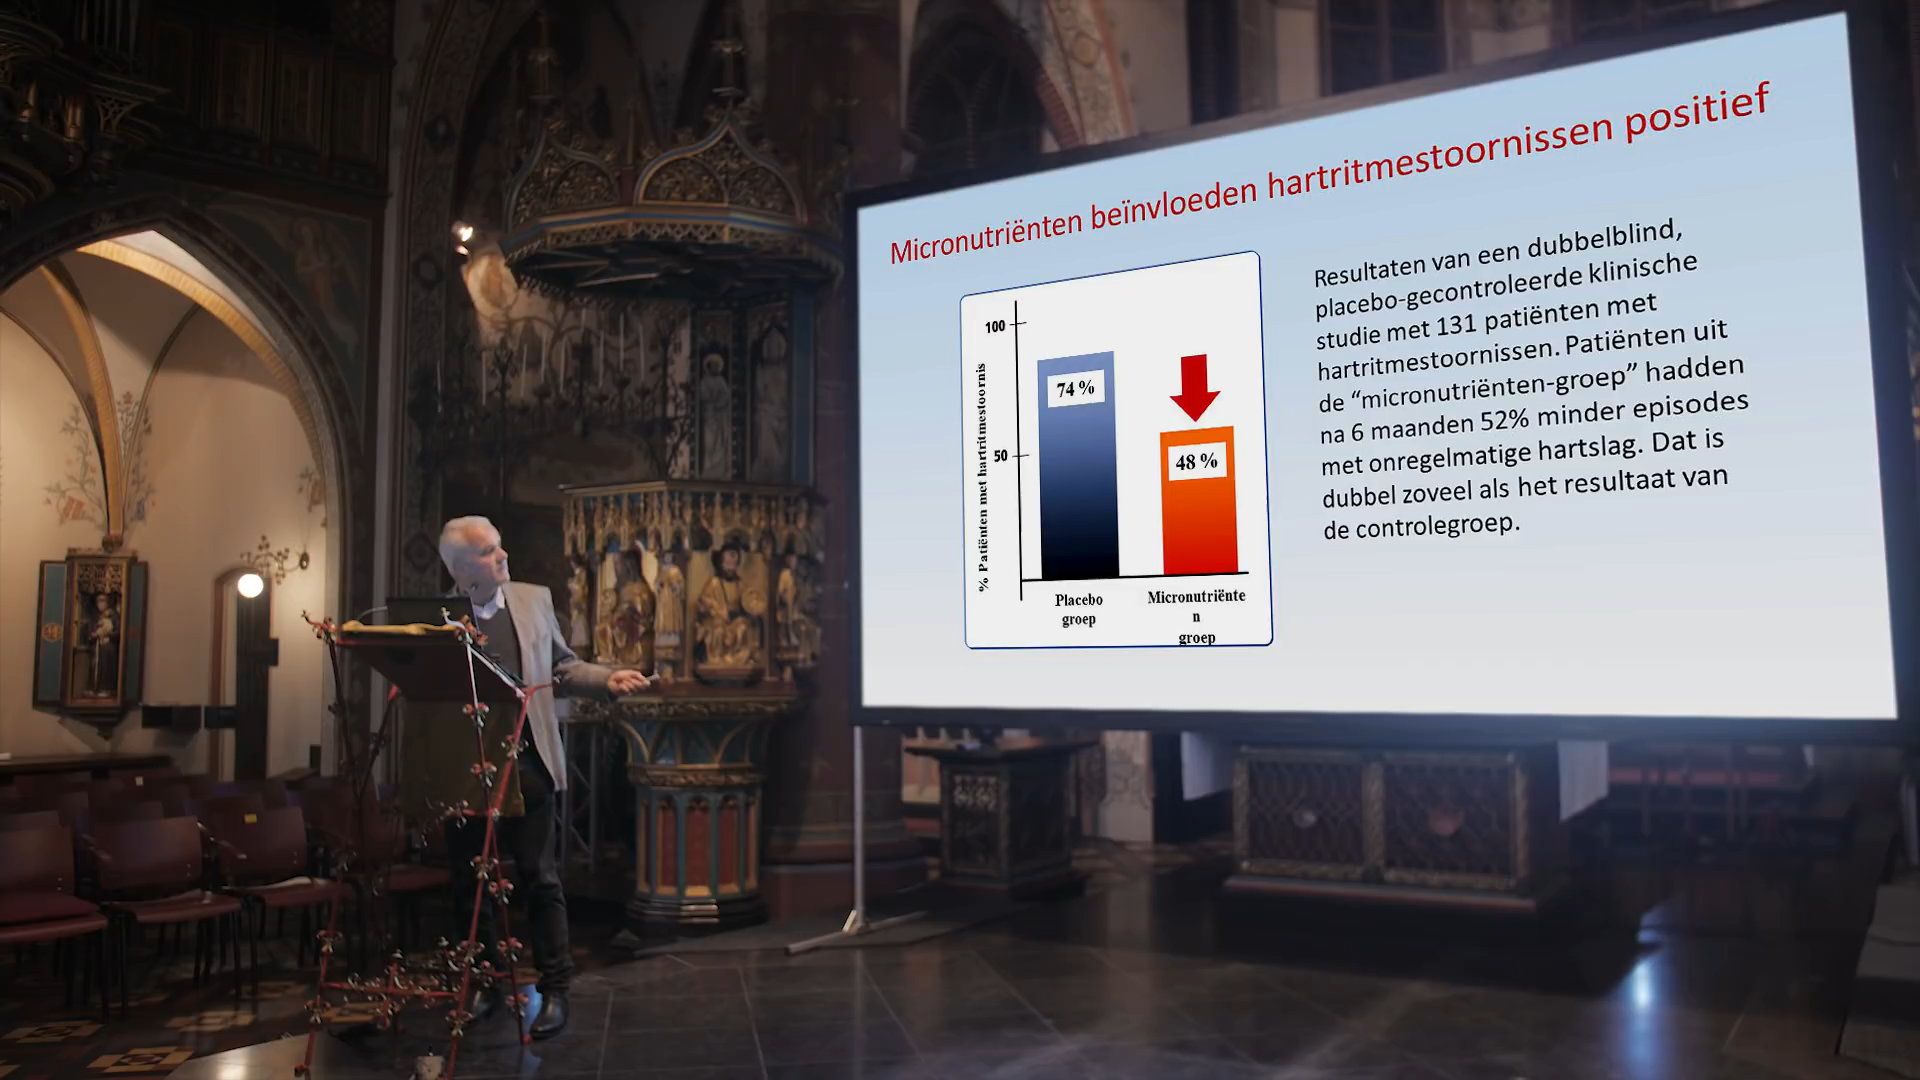 Micronutriënten beïnvloeden hartritmestoornissen positief
% Patiënten met hartritmestoornis
100
50
74 %
48 %
Placebo
groep
Micronutriënte
n
groep
Resultaten van een dubbelblind,
placebo-gecontroleerde klinische
studie met 131 patiënten met
hartritmestoornissen. Patiënten uit
de “micronutriënten-groep” hadden
na 6 maanden 52% minder episodes
met onregelmatige hartslag. Dat is
dubbel zoveel als het resultaat van
de controlegroep.